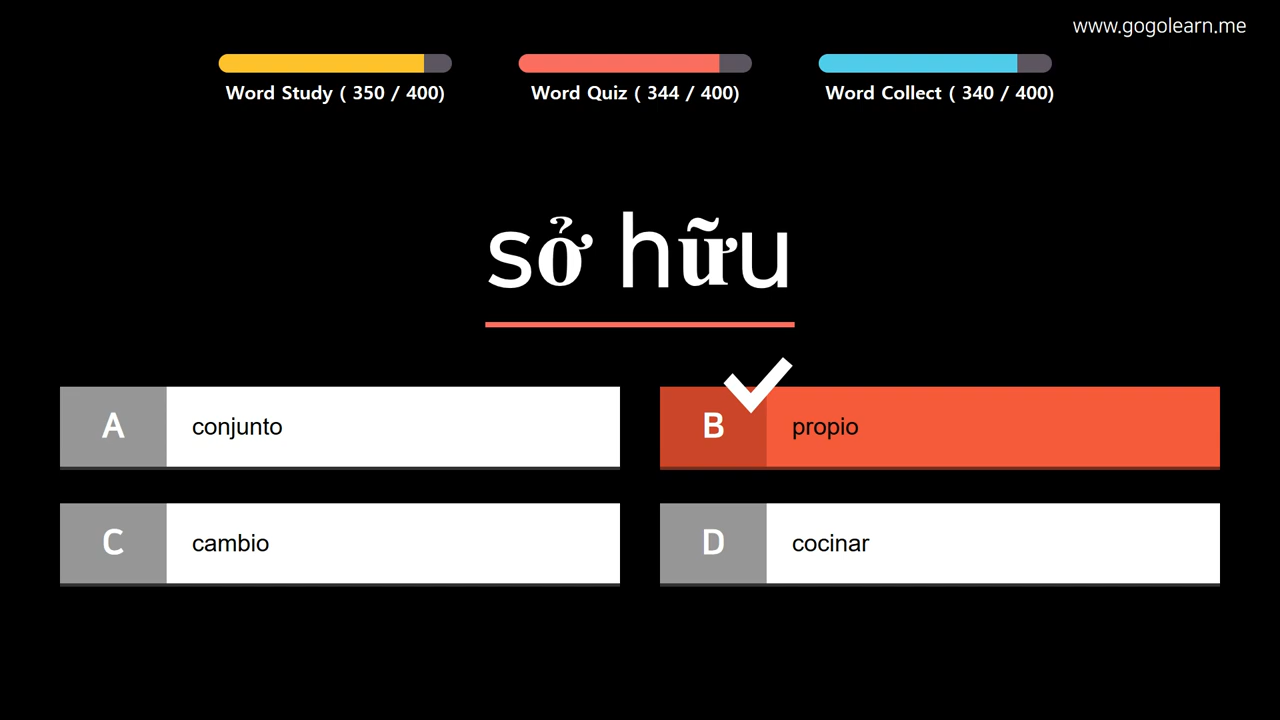 www.gogolearn.me
Word Study ( 350 / 400)
Word Quiz ( 344 / 400)
Word Collect ( 340 / 400)
sở hữu
A conjunto
B propio
C cambio
D cocinar